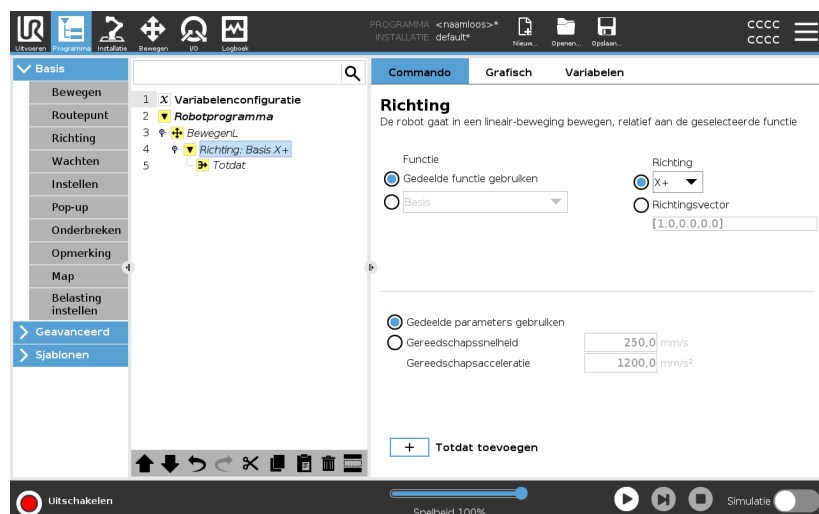 PROGRAMMA <naamloos>*
INSTALLATIE default*
CCCC
CCCC
Uitvoeren Programma Installatie Bewegen I/O Logboek Nieuw... Openen... Opslaan...
Basis
Bewegen
Routepunt
Richting
Wachten
Instellen
Pop-up
Onderbreken
Opmerking
Map
Belasting
instellen
Geavanceerd
Sjablonen
1 X Variabelenconfiguratie
2 Robotprogramma
3 BewegenL
4 Richting: Basis X+
5 Totdat
Commando Grafisch Variabelen
Richting
De robot gaat in een lineair-beweging bewegen, relatief aan de geselecteerde functie
Functie
Gedeelde functie gebruiken
Basis
Richting
X+
Richtingsvector
[1.0,0.0,0.0]
Gedeelde parameters gebruiken
Gereedschapssnelheid 250,0 mm/s
Gereedschapsacceleratie 1200,0 mm/s²
+ Totdat toevoegen
Uitschakelen
Snelheid 100%
Simulatie